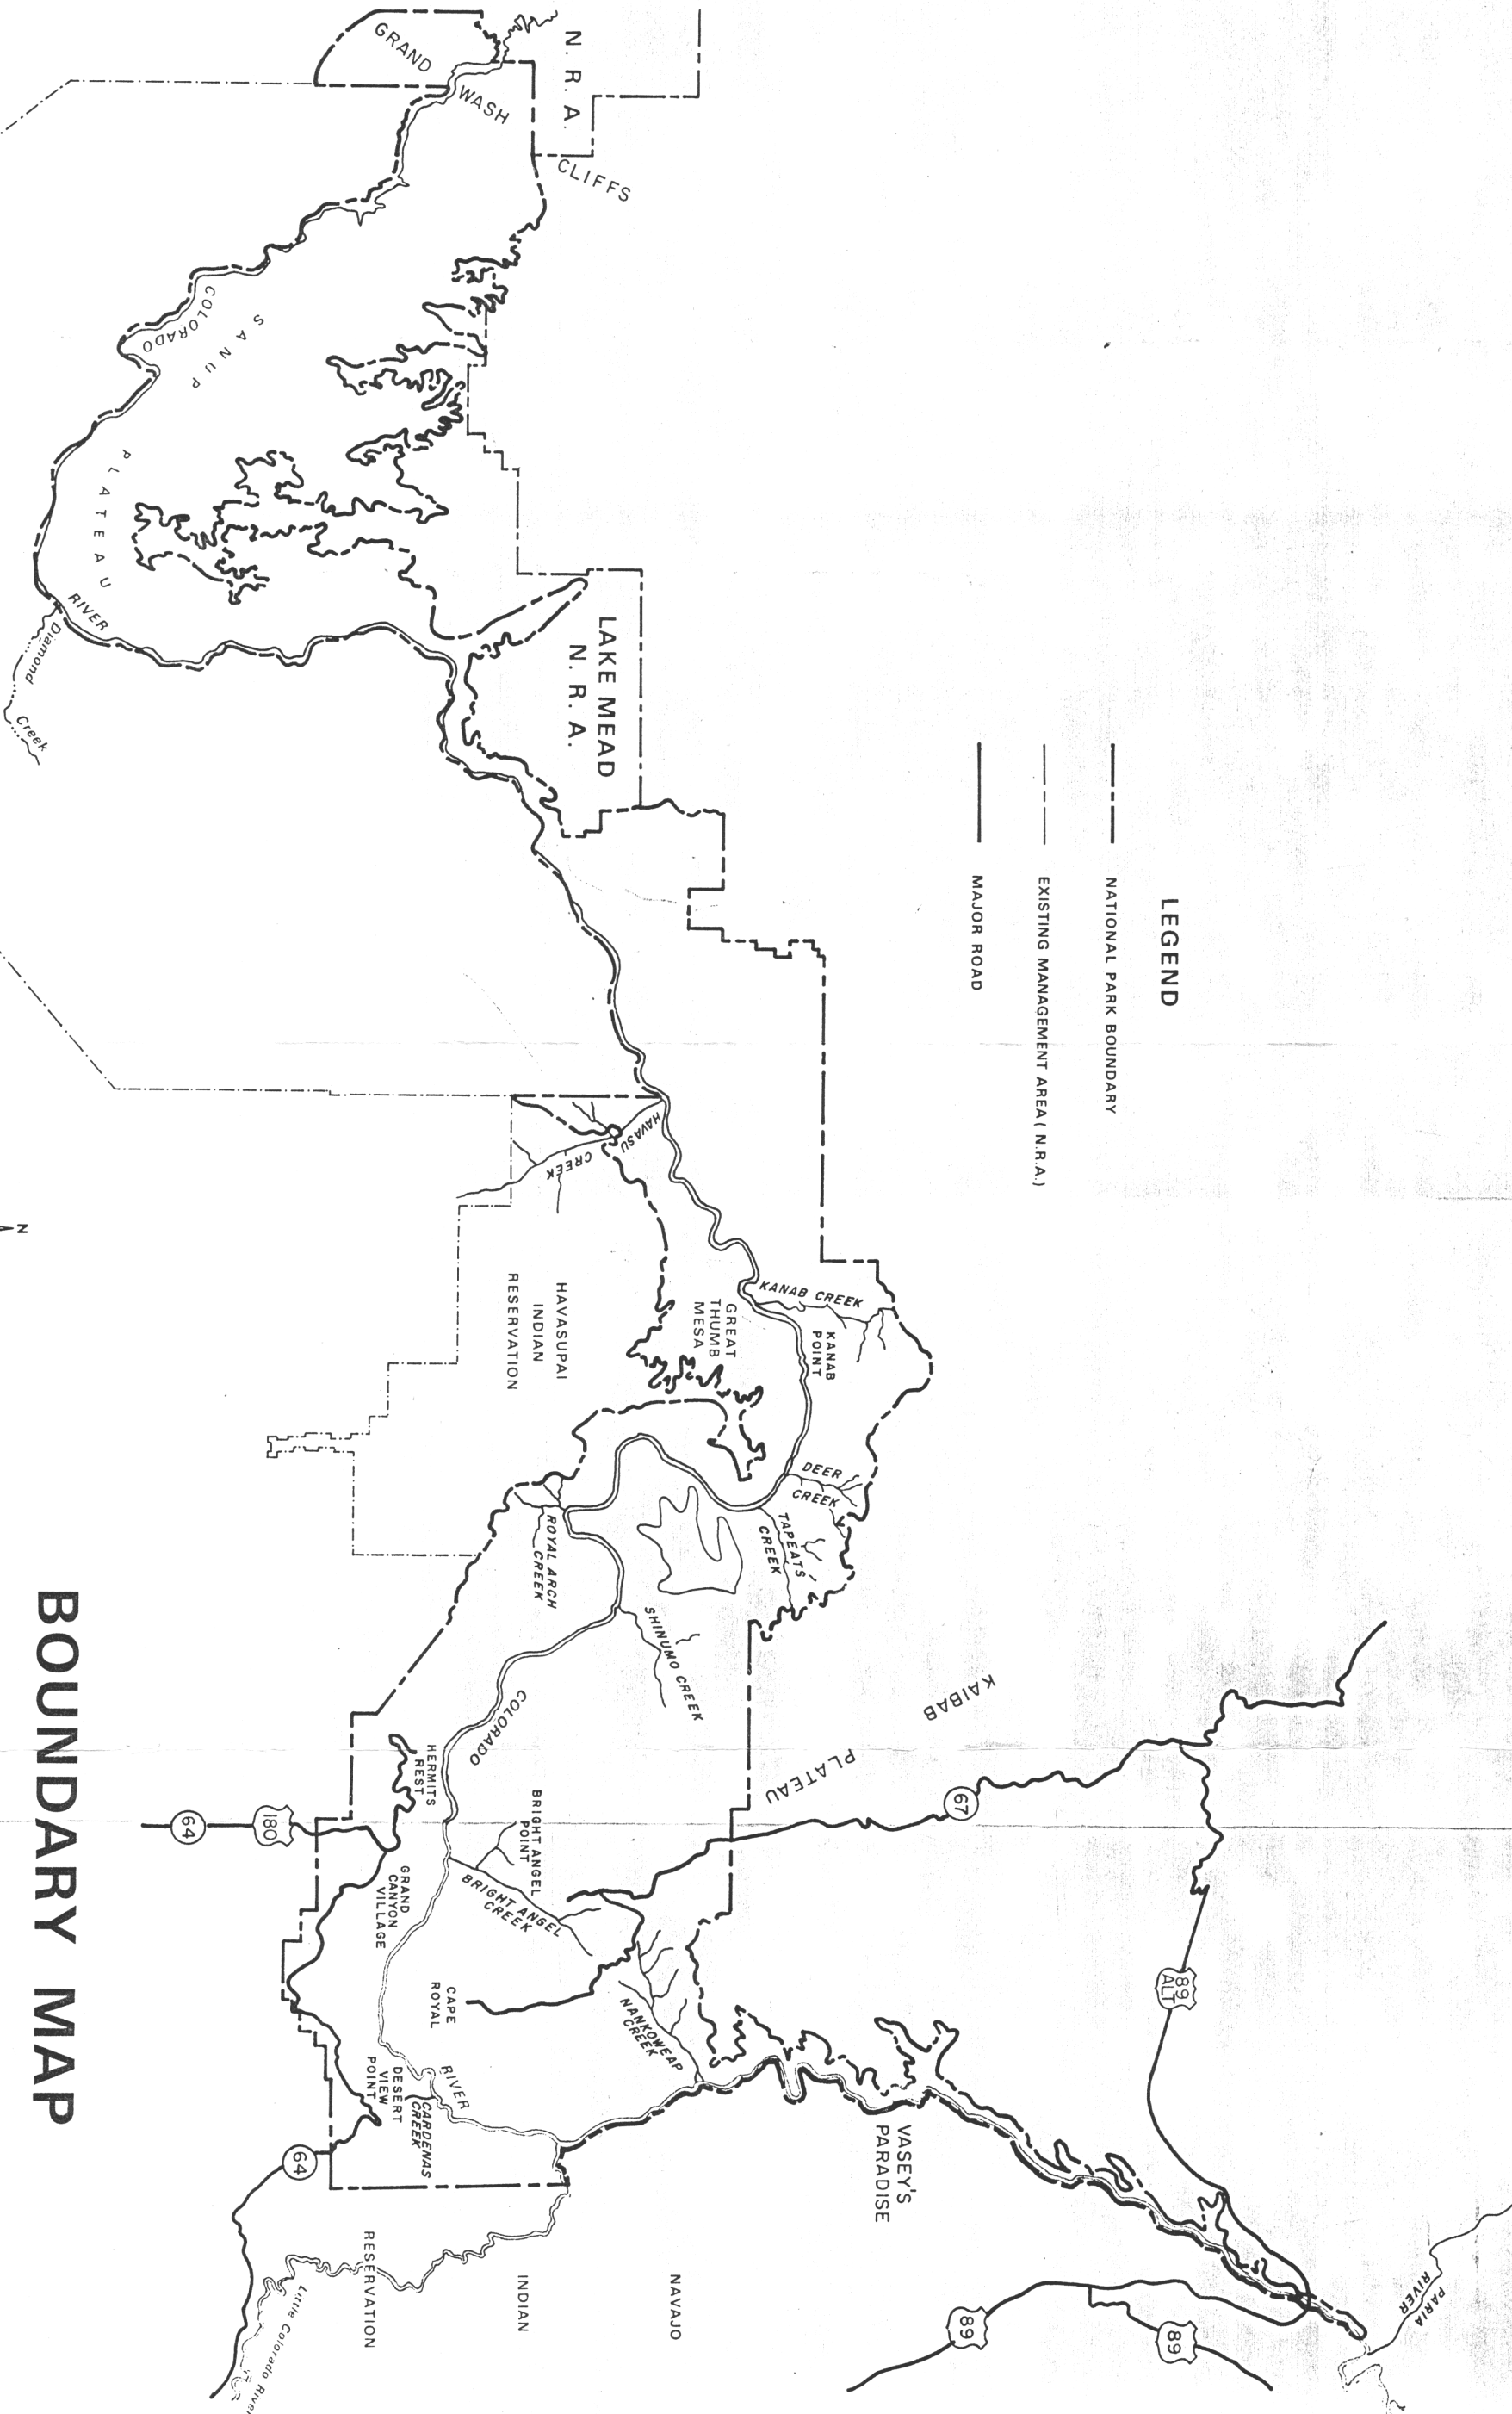 LEGEND
NATIONAL PARK BOUNDARY
EXISTING MANAGEMENT AREA ( N.R.A.)
MAJOR ROAD
N. R. A.
GRAND
WASH
CLIFFS
SANUP
PLATEAU
COLORADO
RIVER
Diamond
Creek
LAKE MEAD
N. R. A.
HAVASU
CREEK
HAVASUPAI
INDIAN
RESERVATION
GREAT
THUMB
MESA
KANAB CREEK
KANAB
POINT
DEER
CREEK
TAPEATS
CREEK
ROYAL ARCH
CREEK
SHINUMO CREEK
KAIBAB
PLATEAU
COLORADO
HERMITS
REST
BRIGHT ANGEL
POINT
BRIGHT ANGEL
CREEK
GRAND
CANYON
VILLAGE
CAPE
ROYAL
NANKOWEAP
CREEK
DESERT
VIEW
POINT
RIVER
CARDENAS
CREEK
VASEY'S
PARADISE
PARIA
RIVER
NAVAJO
INDIAN
RESERVATION
Little Colorado River
64
180
67
89
ALT
64
89
89
N
BOUNDARY MAP